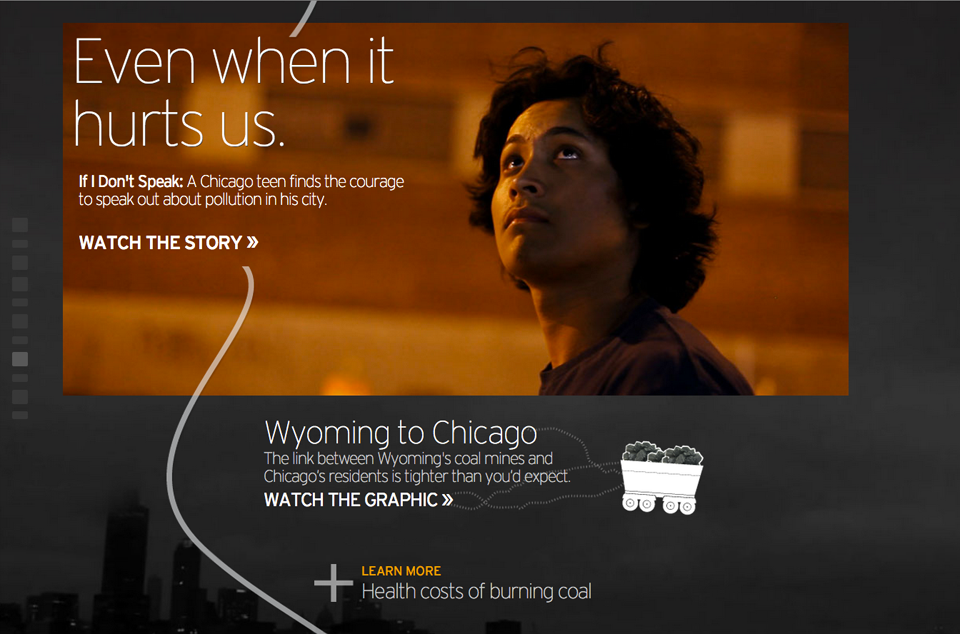 Even when it
hurts us.
If I Don't Speak: A Chicago teen finds the courage
to speak out about pollution in his city.
WATCH THE STORY »
Wyoming to Chicago
The link between Wyoming's coal mines and
Chicago's residents is tighter than you'd expect.
WATCH THE GRAPHIC »
LEARN MORE
Health costs of burning coal